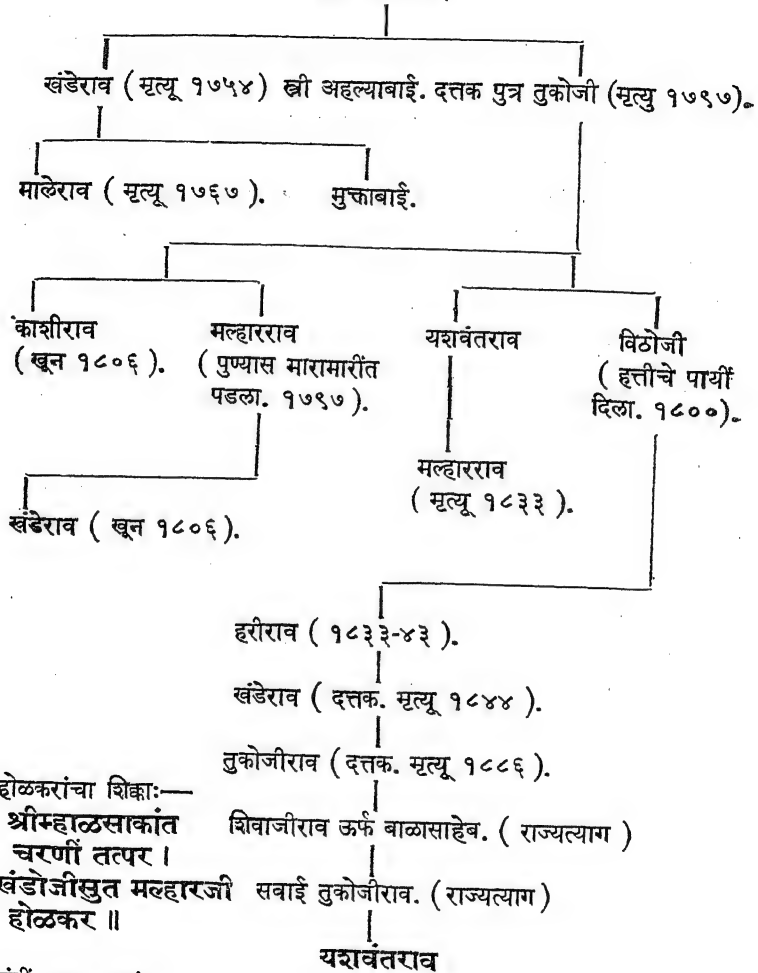 खंडेराव ( मृत्यू १७५४ ) स्त्री अहल्याबाई. दत्तक पुत्र तुकोजी (मृत्यु १७९७).
मालेराव ( मृत्यू १७६७ ). मुक्ताबाई.
काशीराव मल्हारराव यशवंतराव विठोजी
( खून १८०६ ). ( पुण्यास मारामारींत ( हत्तीचे पायीं
पडला. १७९७ ). दिला. १८०० ).
मल्हारराव
( मृत्यू १८३३ ).
खंडेराव ( खून १८०६ ).
हरीराव ( १८३३-४३ ).
खंडेराव ( दत्तक. मृत्यू १८४४ ).
तुकोजीराव ( दत्तक. मृत्यू १८८६ ).
होळकरांचा शिक्काः—
श्रीम्हाळसाकांत शिवाजीराव ऊर्फ बाळासाहेब. ( राज्यत्याग )
चरणीं तत्पर ।
खंडोजीसुत मल्हारजी सवाई तुकोजीराव. ( राज्यत्याग )
होळकर ॥
यशवंतराव